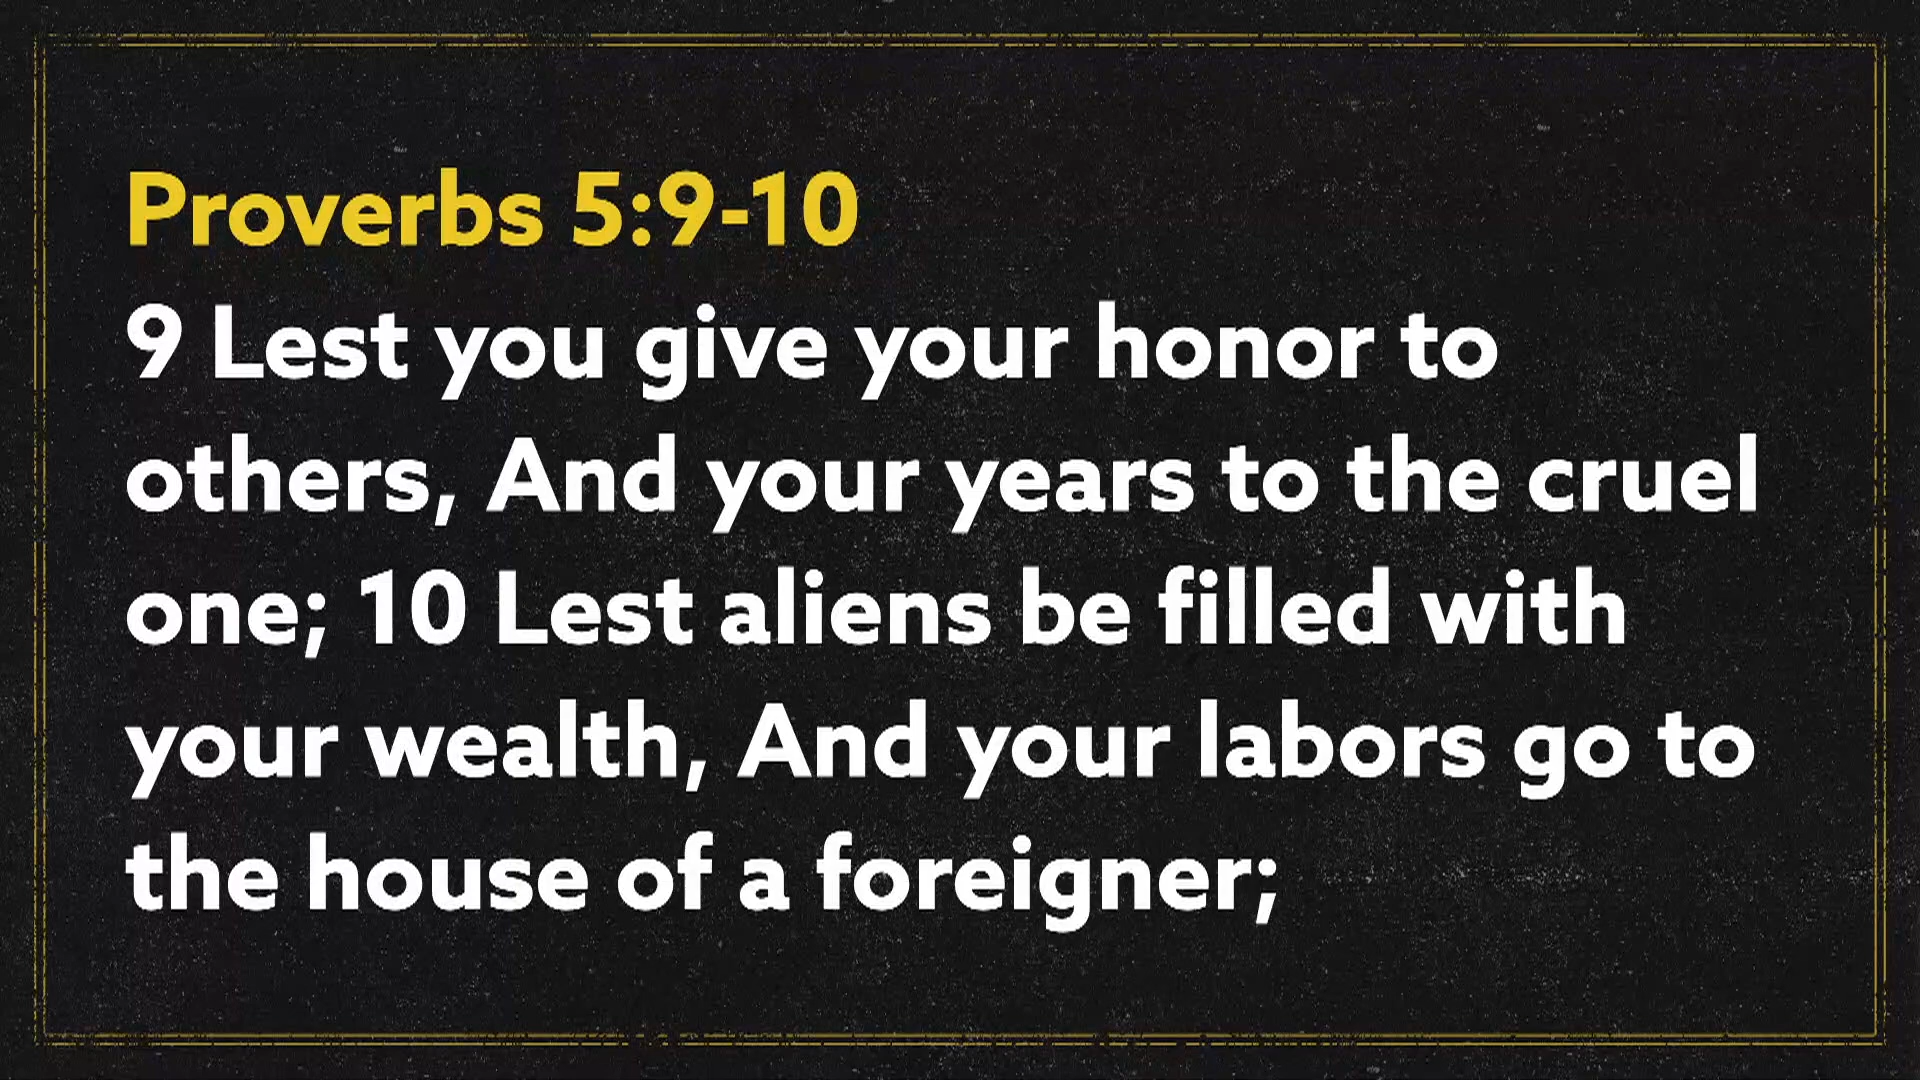 Proverbs 5:9-10
9 Lest you give your honor to
others, And your years to the cruel
one; 10 Lest aliens be filled with
your wealth, And your labors go to
the house of a foreigner;